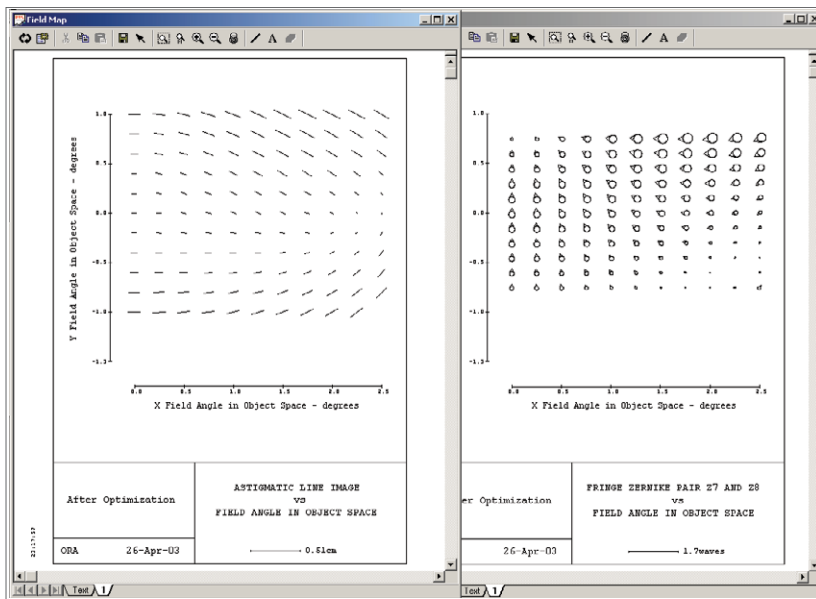 Field Map
1.0
0.5
0.0
-0.5
-1.0
-1.3
Y Field Angle in Object Space - degrees
0.0 0.5 1.0 1.5 2.0 2.5
X Field Angle in Object Space - degrees
After Optimization
ASTIGMATIC LINE IMAGE
vs
FIELD ANGLE IN OBJECT SPACE
ORA 26-Apr-03
0.51cm
Text 1
1.0
0.5
0.0
-0.5
-1.0
-1.3
0.0 0.5 1.0 1.5 2.0 2.5
X Field Angle in Object Space - degrees
er Optimization
FRINGE ZERNIKE PAIR Z7 AND Z8
vs
FIELD ANGLE IN OBJECT SPACE
26-Apr-03
1.7waves
Text 1